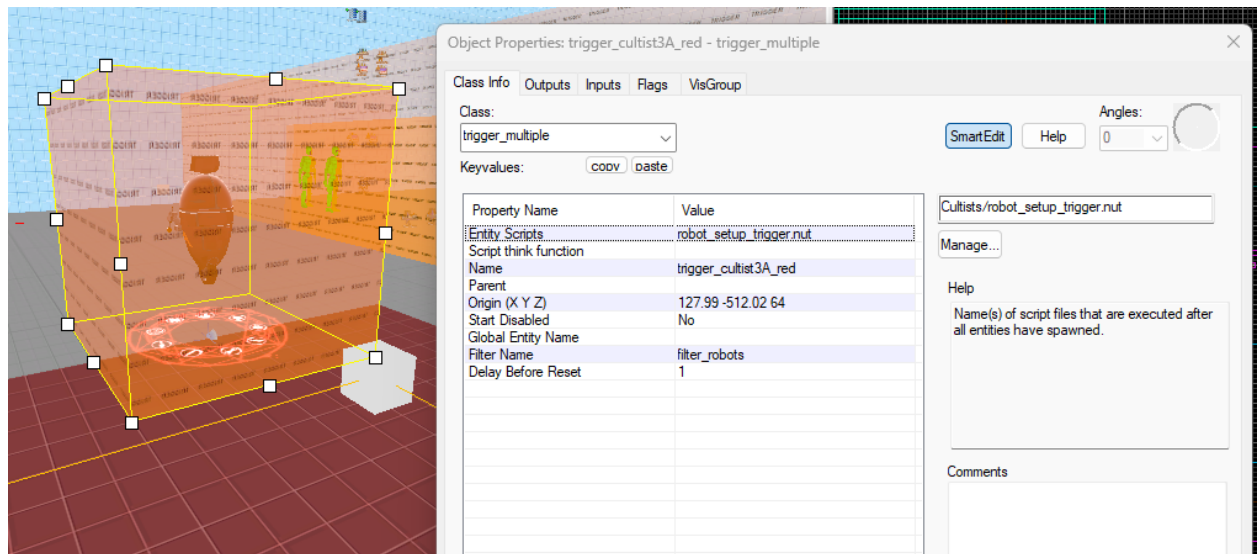 Object Properties: trigger_cultist3A_red - trigger_multiple
Class Info Outputs Inputs Flags VisGroup
Class:
trigger_multiple
SmartEdit
Help
Angles:
0
Keyvalues:
copy
paste
Property Name Value
Entity Scripts robot_setup_trigger.nut
Script think function
Name trigger_cultist3A_red
Parent
Origin (X Y Z) 127.99 -512.02 64
Start Disabled No
Global Entity Name
Filter Name filter_robots
Delay Before Reset 1
Cultists/robot_setup_trigger.nut
Manage...
Help
Name(s) of script files that are executed after
all entities have spawned.
Comments
TRIGGER